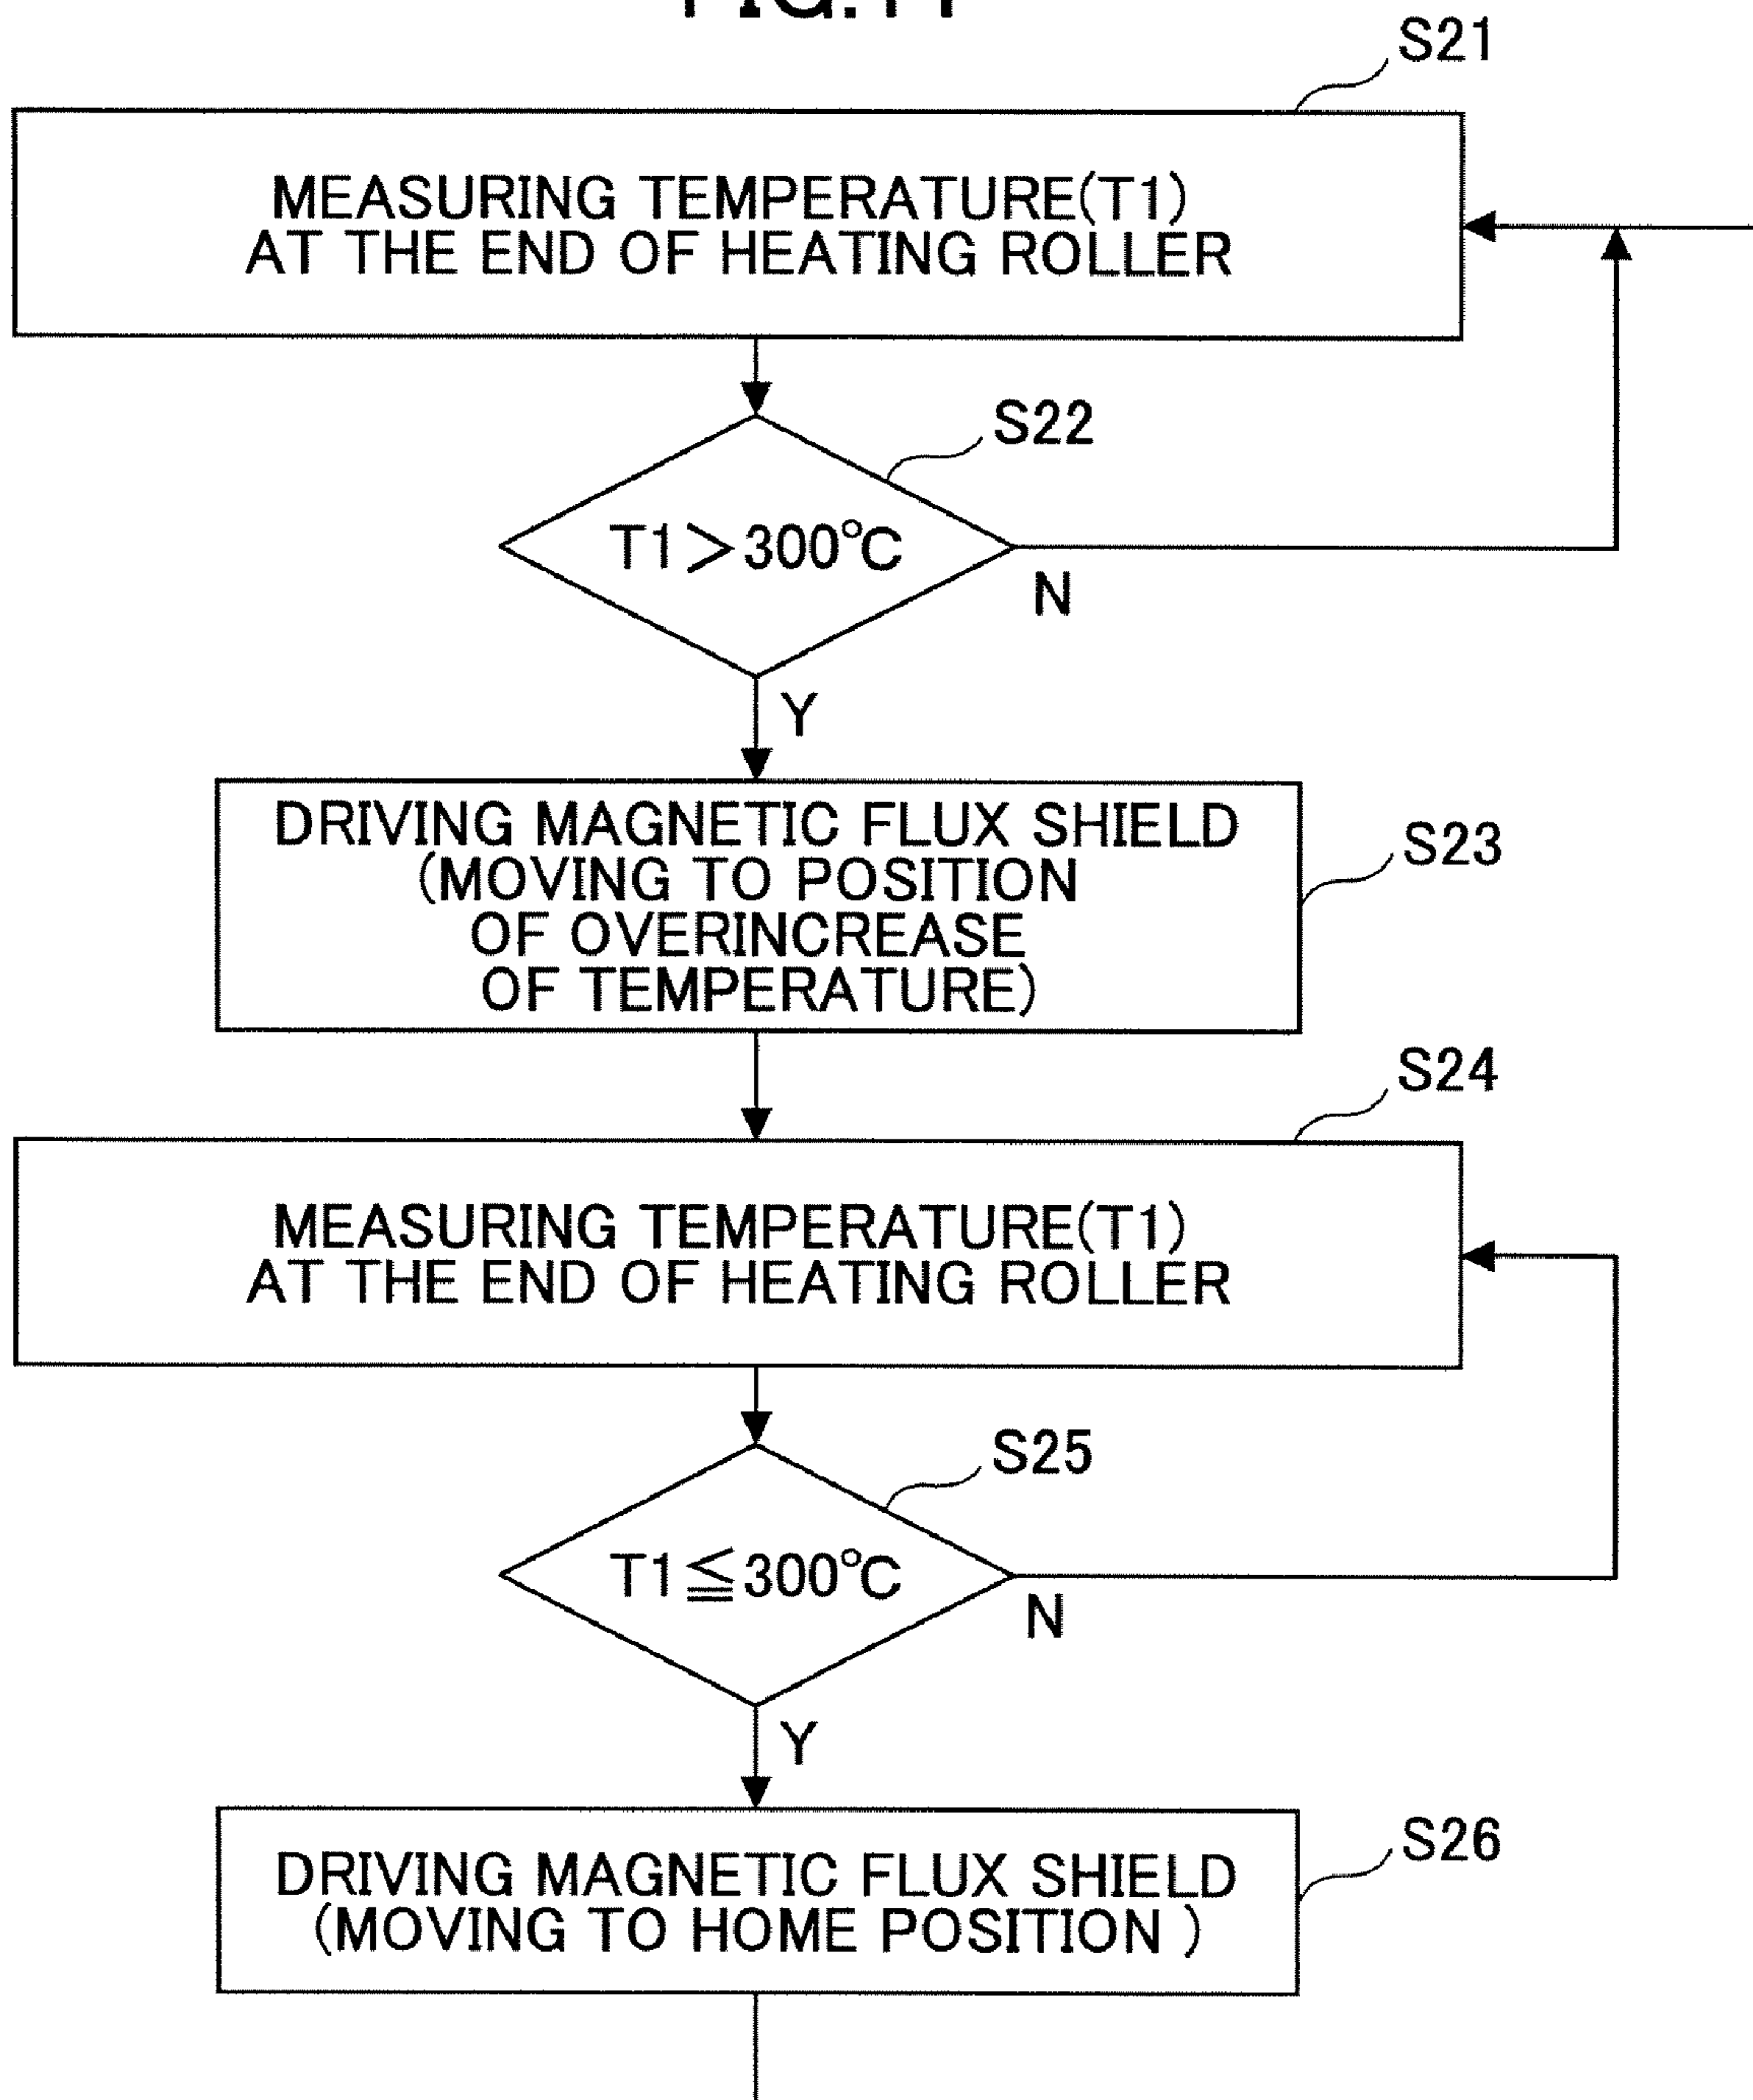 S21
MEASURING TEMPERATURE(T1)
AT THE END OF HEATING ROLLER
S22
T1>300℃
N
Y
DRIVING MAGNETIC FLUX SHIELD
(MOVING TO POSITION
OF OVERINCREASE
OF TEMPERATURE)
S23
S24
MEASURING TEMPERATURE(T1)
AT THE END OF HEATING ROLLER
S25
T1≦300℃
N
Y
DRIVING MAGNETIC FLUX SHIELD
(MOVING TO HOME POSITION )
S26